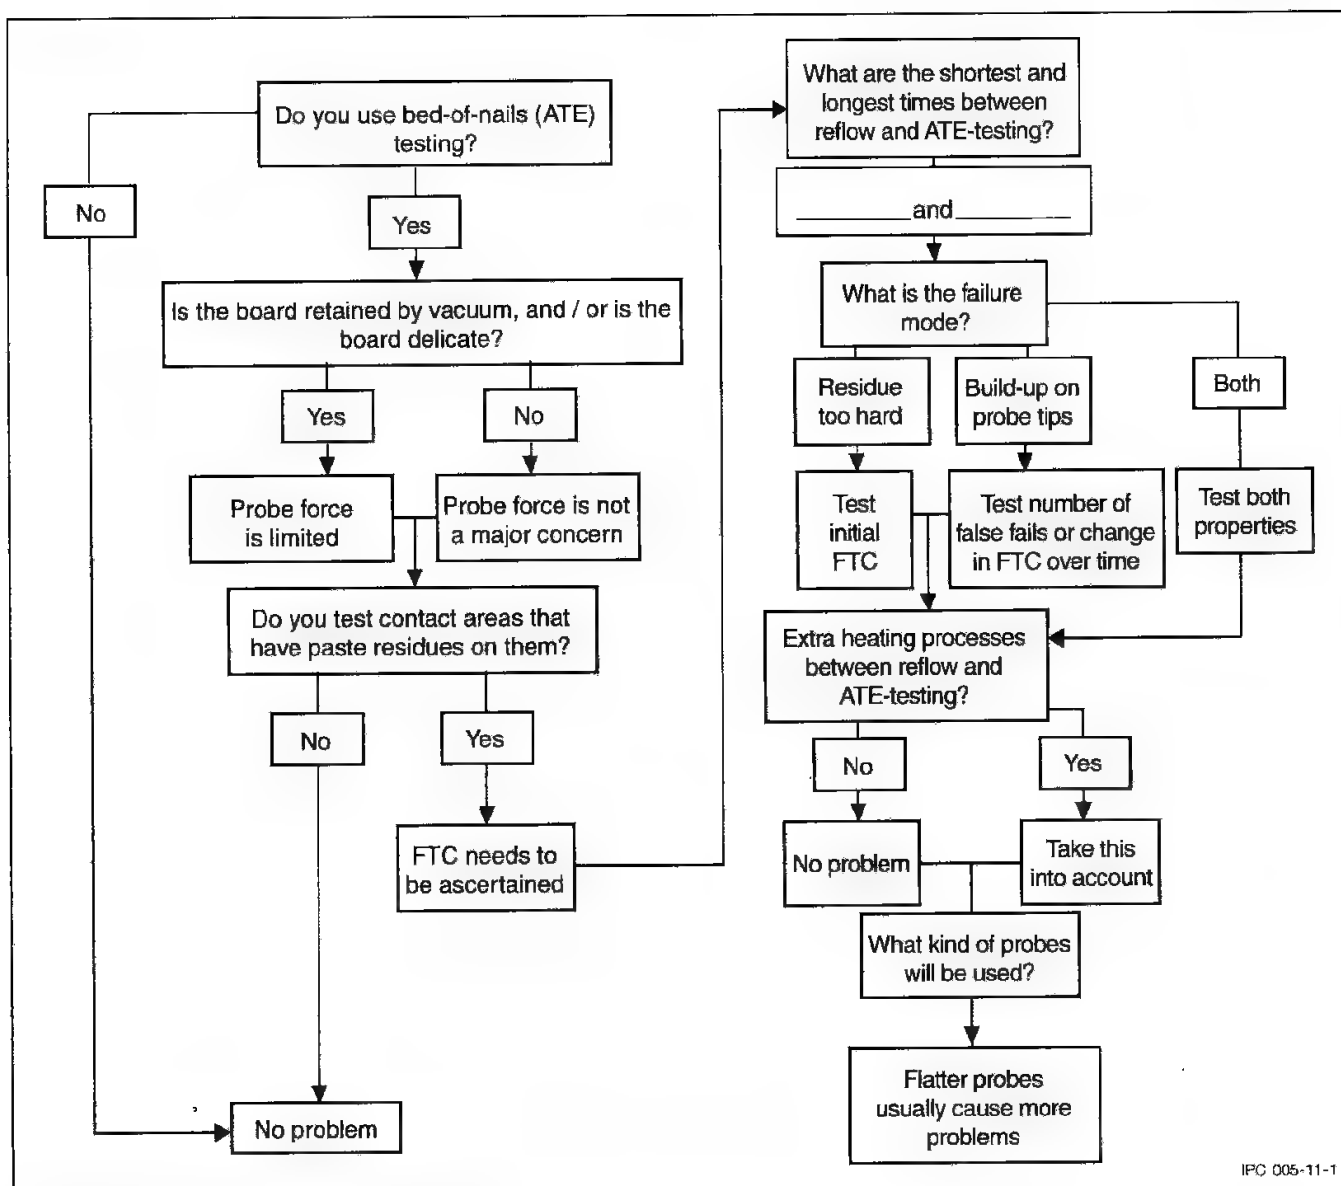 Do you use bed-of-nails (ATE)
testing?
No
Yes
Is the board retained by vacuum, and / or is the
board delicate?
Yes
No
Probe force
is limited
Probe force is not
a major concern
Do you test contact areas that
have paste residues on them?
No
Yes
FTC needs to
be ascertained
No problem
What are the shortest and
longest times between
reflow and ATE-testing?
__________and__________
What is the failure
mode?
Residue
too hard
Build-up on
probe tips
Both
Test
initial
FTC
Test number of
false fails or change
in FTC over time
Test both
properties
Extra heating processes
between reflow and
ATE-testing?
No
Yes
No problem
Take this
into account
What kind of probes
will be used?
Flatter probes
usually cause more
problems
IPC 005-11-1